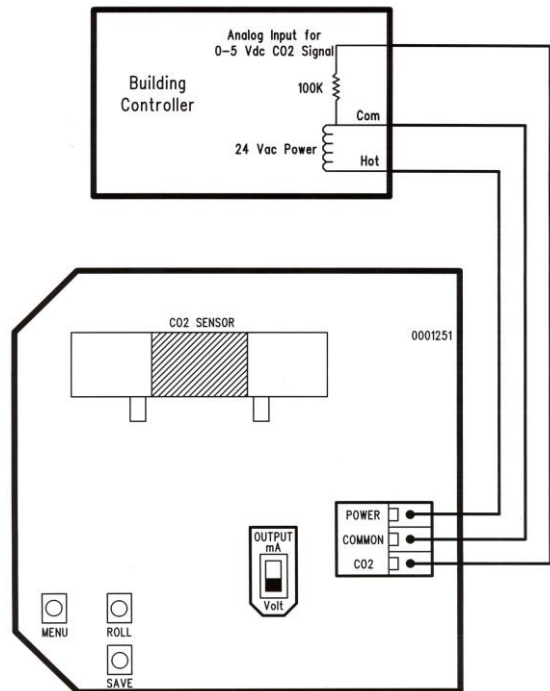 Analog Input for
0-5 Vdc CO2 Signal
Building
Controller
100K
Com
24 Vac Power
Hot
CO2 SENSOR
0001251
POWER
COMMON
CO2
OUTPUT
mA
Volt
MENU
ROLL
SAVE